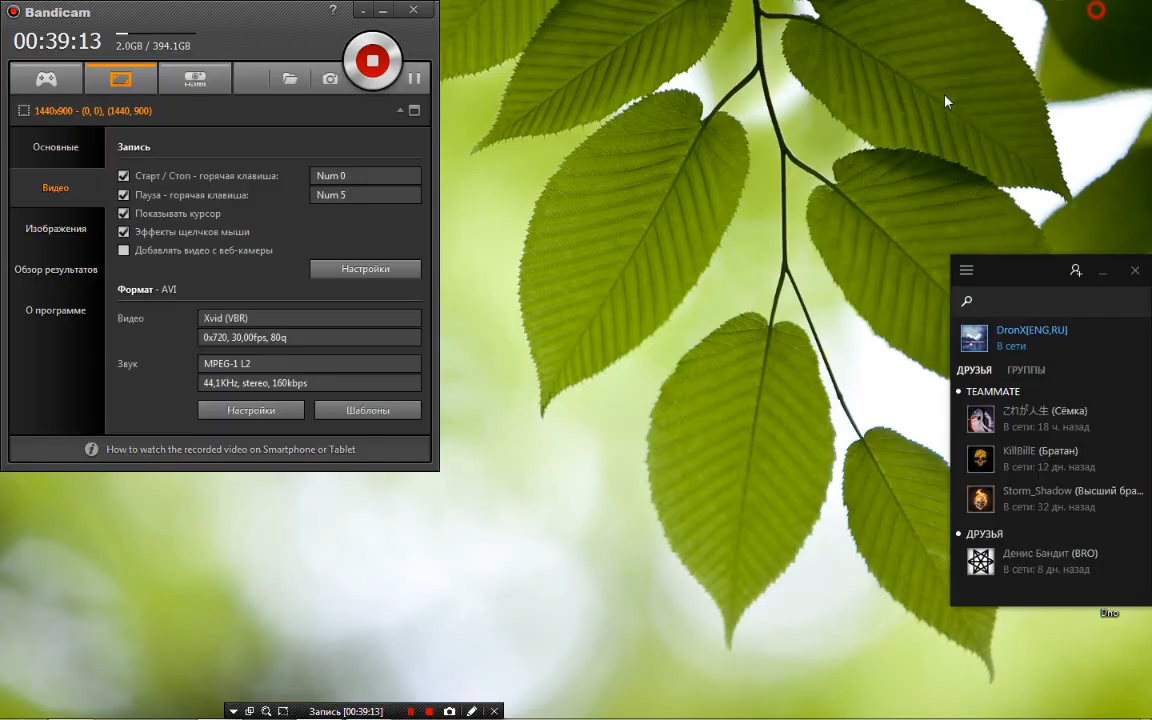 Bandicam
00:39:13
2.0GB / 394.1GB
1440x900 - (0, 0), (1440, 900)
Основные
Видео
Изображения
Обзор результатов
О программе
Запись
Старт / Стоп - горячая клавиша:
Num 0
Пауза - горячая клавиша:
Num 5
Показывать курсор
Эффекты щелчков мыши
Добавлять видео с веб-камеры
Настройки
Формат - AVI
Видео
Xvid (VBR)
0x720, 30,00fps, 80q
Звук
MPEG-1 L2
44,1KHz, stereo, 160kbps
Настройки
Шаблоны
How to watch the recorded video on Smartphone or Tablet
DronX[ENG,RU]
В сети
ДРУЗЬЯ
ГРУППЫ
TEAMMATE
これが人生 (Сёмка)
В сети: 18 ч. назад
KillBillE (Братан)
В сети: 12 дн. назад
Storm_Shadow (Высший бра...
В сети: 32 дн. назад
ДРУЗЬЯ
Денис Бандит (BRO)
В сети: 8 дн. назад
Dno
Запись [00:39:13]